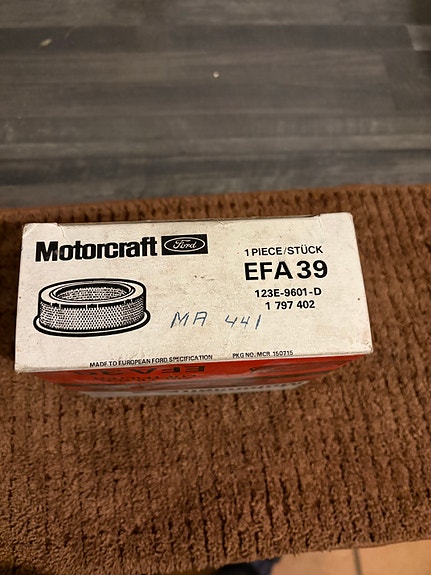 Motorcraft Ford
1 PIECE/STÜCK
EFA 39
123E-9601-D
1 797 402
MA 441
MADE TO EUROPEAN FORD SPECIFICATION PKG NO. MCR 150715